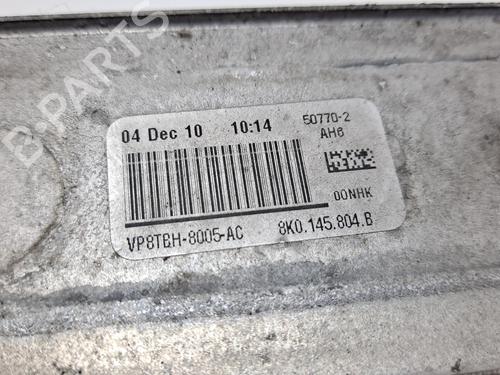 B-PARTS
04 Dec 10 10:14 50770-2
AH6
00NHK
VP8TBH-8005-AC 8K0.145.804.B